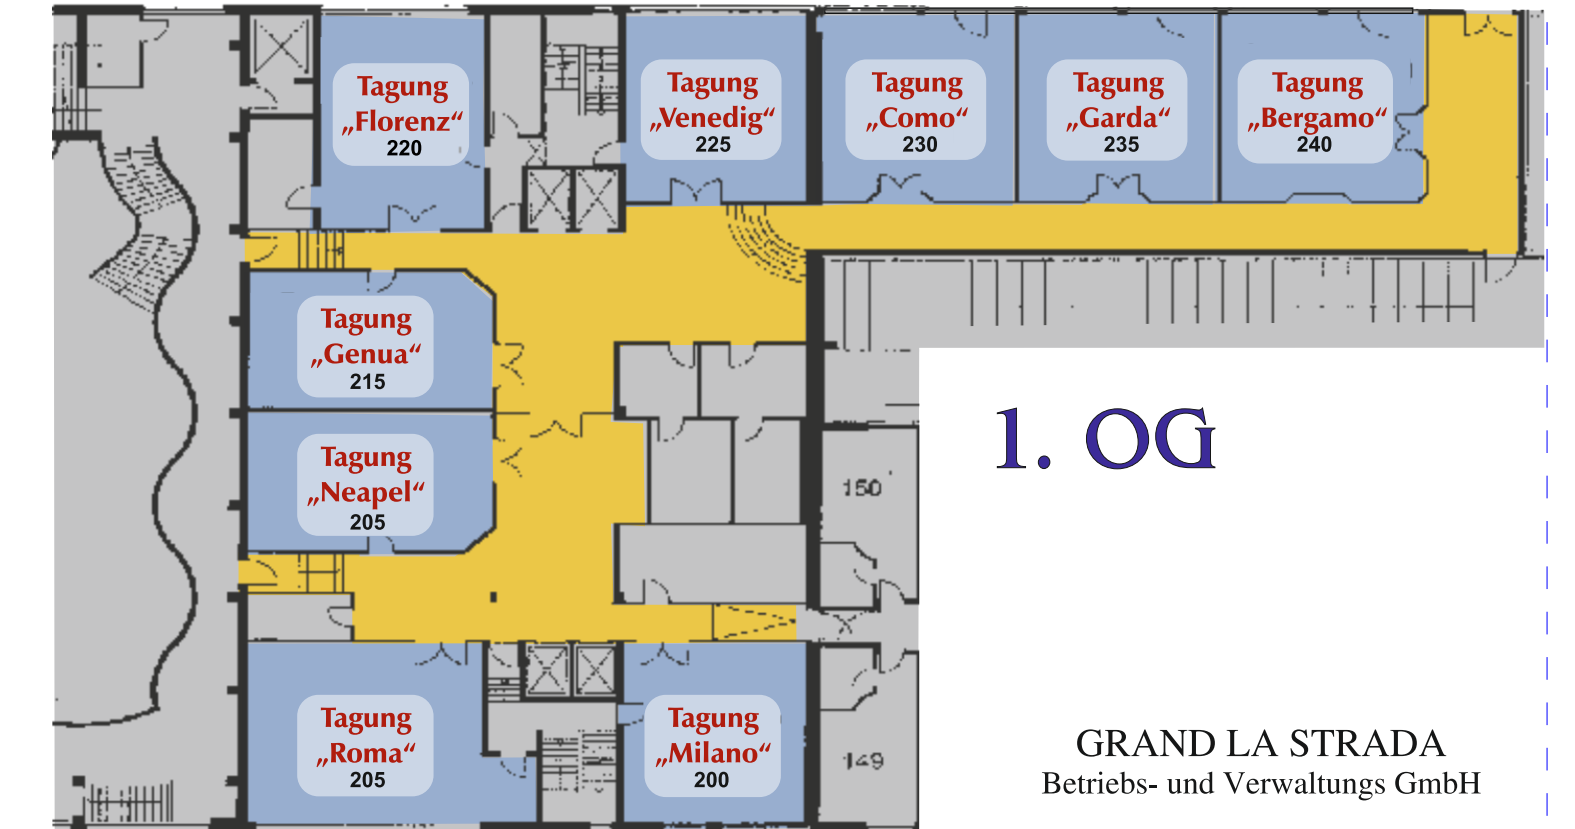 Tagung
„Florenz“
220
Tagung
„Venedig“
225
Tagung
„Como“
230
Tagung
„Garda“
235
Tagung
„Bergamo“
240
Tagung
„Genua“
215
Tagung
„Neapel“
205
1. OG
150
Tagung
„Roma“
205
Tagung
„Milano“
200
149
GRAND LA STRADA
Betriebs- und Verwaltungs GmbH